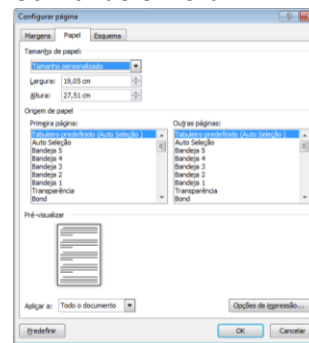 Configurar página
Margens Papel Esquema
Tamanho de papel:
Tamanho personalizado
Largura: 19,05 cm
Altura: 27,51 cm
Origem de papel
Primeira página: Outras páginas:
Tabuleiro predefinido (Auto Seleção ) Tabuleiro predefinido (Auto Seleção )
Auto Seleção Auto Seleção
Bandeja 5 Bandeja 5
Bandeja 4 Bandeja 4
Bandeja 3 Bandeja 3
Bandeja 2 Bandeja 2
Bandeja 1 Bandeja 1
Transparência Transparência
Bond Bond
Pré-visualizar
Aplicar a: Todo o documento Opções de impressão...
Predefinir OK Cancelar